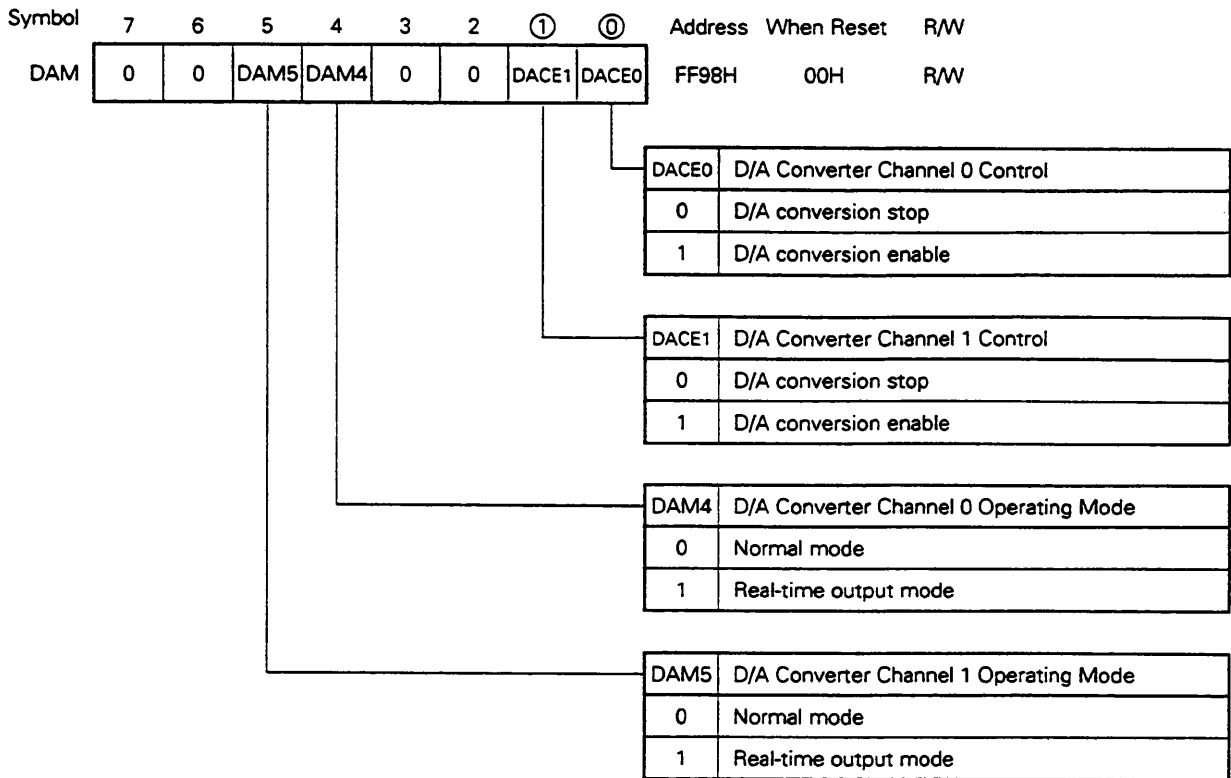 Symbol 7 6 5 4 3 2 ① ⓪ Address When Reset R/W
DAM 0 0 DAM5 DAM4 0 0 DACE1 DACE0 FF98H 00H R/W
DACE0 D/A Converter Channel 0 Control
0 D/A conversion stop
1 D/A conversion enable
DACE1 D/A Converter Channel 1 Control
0 D/A conversion stop
1 D/A conversion enable
DAM4 D/A Converter Channel 0 Operating Mode
0 Normal mode
1 Real-time output mode
DAM5 D/A Converter Channel 1 Operating Mode
0 Normal mode
1 Real-time output mode